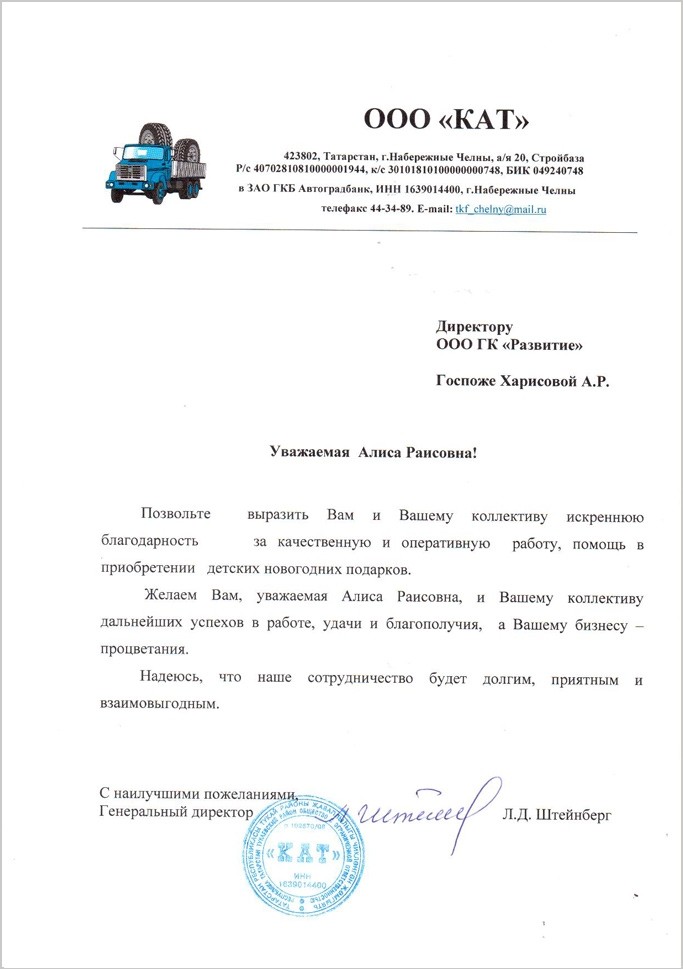 ООО «КАТ»
423802, Татарстан, г.Набережные Челны, а/я 20, Стройбаза
Р/с 40702810810000001944, к/с 30101810100000000748, БИК 049240748
в ЗАО ГКБ Автоградбанк, ИНН 1639014400, г.Набережные Челны
телефакс 44-34-89. E-mail: tkf_chelny@mail.ru
Директору
ООО ГК «Развитие»
Госпоже Харисовой А.Р.
Уважаемая Алиса Раисовна!
Позвольте выразить Вам и Вашему коллективу искреннюю
благодарность за качественную и оперативную работу, помощь в
приобретении детских новогодних подарков.
Желаем Вам, уважаемая Алиса Раисовна, и Вашему коллективу
дальнейших успехов в работе, удачи и благополучия, а Вашему бизнесу –
процветания.
Надеюсь, что наше сотрудничество будет долгим, приятным и
взаимовыгодным.
С наилучшими пожеланиями,
Генеральный директор Л.Д. Штейнберг
«КАТ»
ИНН
1639014400